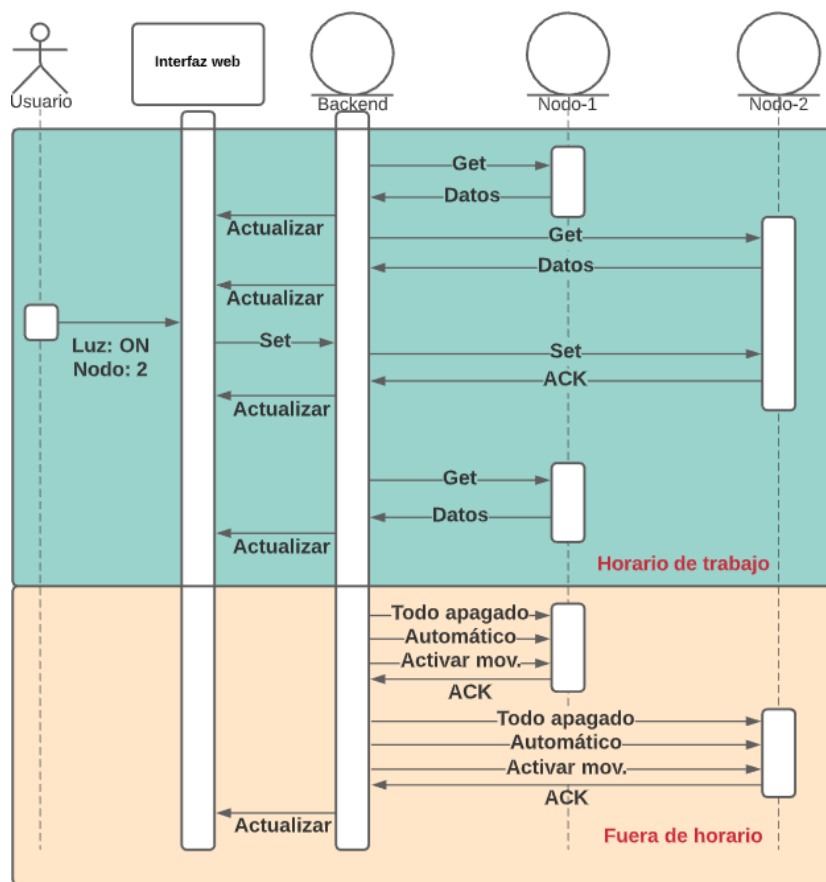 Interfaz web
Usuario
Backend
Nodo-1
Nodo-2
Get
Datos
Actualizar
Get
Datos
Actualizar
Luz: ON
Nodo: 2
Set
Set
ACK
Actualizar
Get
Datos
Actualizar
Horario de trabajo
Todo apagado
Automático
Activar mov.
ACK
Todo apagado
Automático
Activar mov.
ACK
Actualizar
Fuera de horario